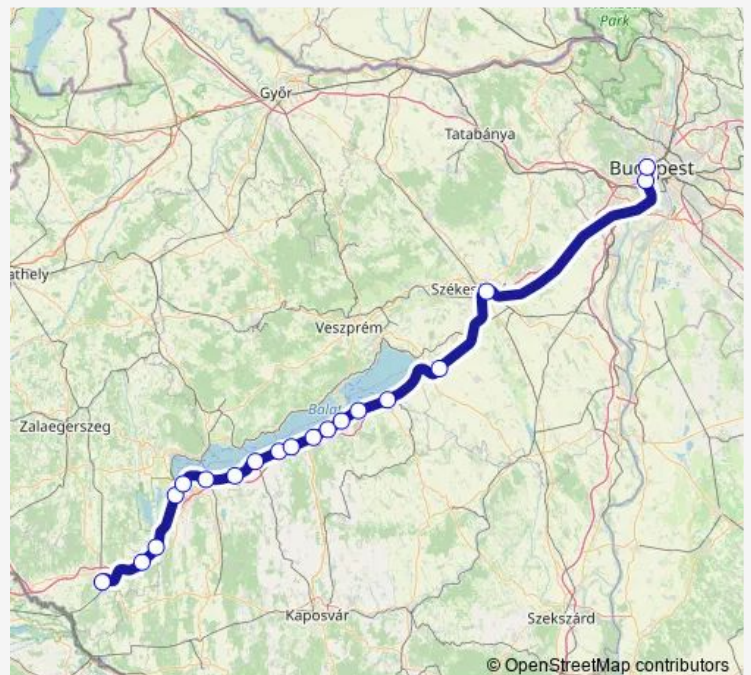 Park
Győr
Tatabánya
Budapest
athely
Székes
Veszprém
Balat
Zalaegerszeg
Kaposvár
Szekszárd
© OpenStreetMap contributors